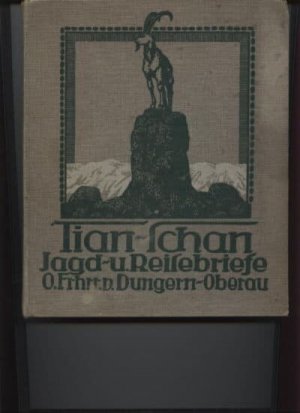 Tian-Schan
Jagd-u. Reisebriefe
O. Frhr. v. Dungern-Oberau